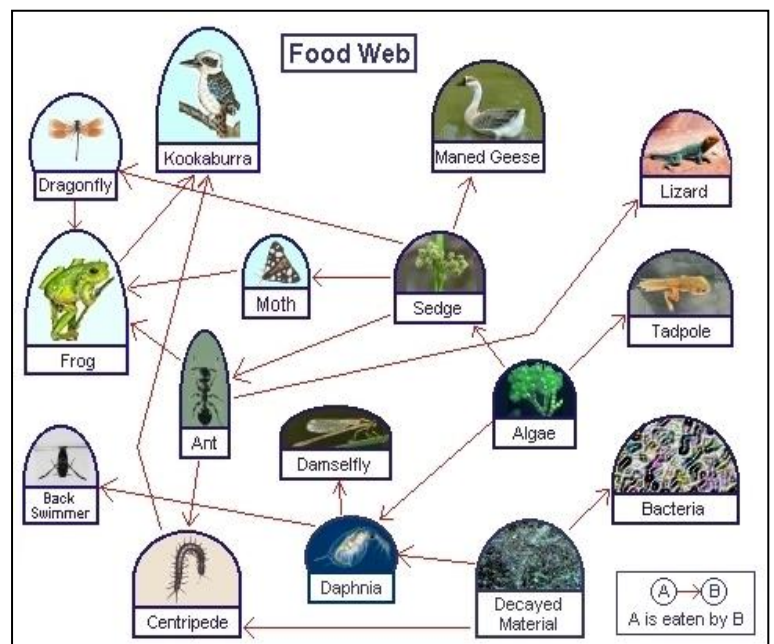 Food Web
Kookaburra
Maned Geese
Dragonfly
Lizard
Moth
Sedge
Tadpole
Frog
Ant
Algae
Damselfly
Back
Swimmer
Bacteria
Daphnia
Centripede
Decayed
Material
A
B
A is eaten by B